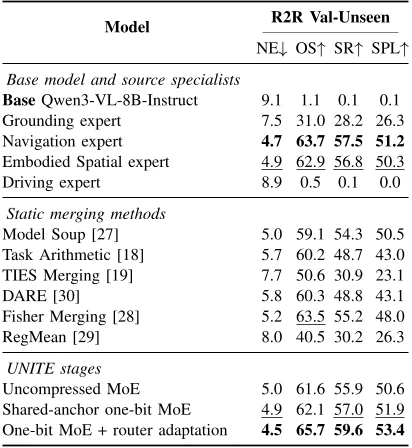 Model R2R Val-Unseen
NE↓ OS↑ SR↑ SPL↑
Base model and source specialists
Base Qwen3-VL-8B-Instruct 9.1 1.1 0.1 0.1
Grounding expert 7.5 31.0 28.2 26.3
Navigation expert 4.7 63.7 57.5 51.2
Embodied Spatial expert 4.9 62.9 56.8 50.3
Driving expert 8.9 0.5 0.1 0.0
Static merging methods
Model Soup [27] 5.0 59.1 54.3 50.5
Task Arithmetic [18] 5.7 60.2 48.7 43.0
TIES Merging [19] 7.7 50.6 30.9 23.1
DARE [30] 5.8 60.3 48.8 43.1
Fisher Merging [28] 5.2 63.5 55.2 48.0
RegMean [29] 8.0 40.5 30.2 26.3
UNITE stages
Uncompressed MoE 5.0 61.6 55.9 50.6
Shared-anchor one-bit MoE 4.9 62.1 57.0 51.9
One-bit MoE + router adaptation 4.5 65.7 59.6 53.4